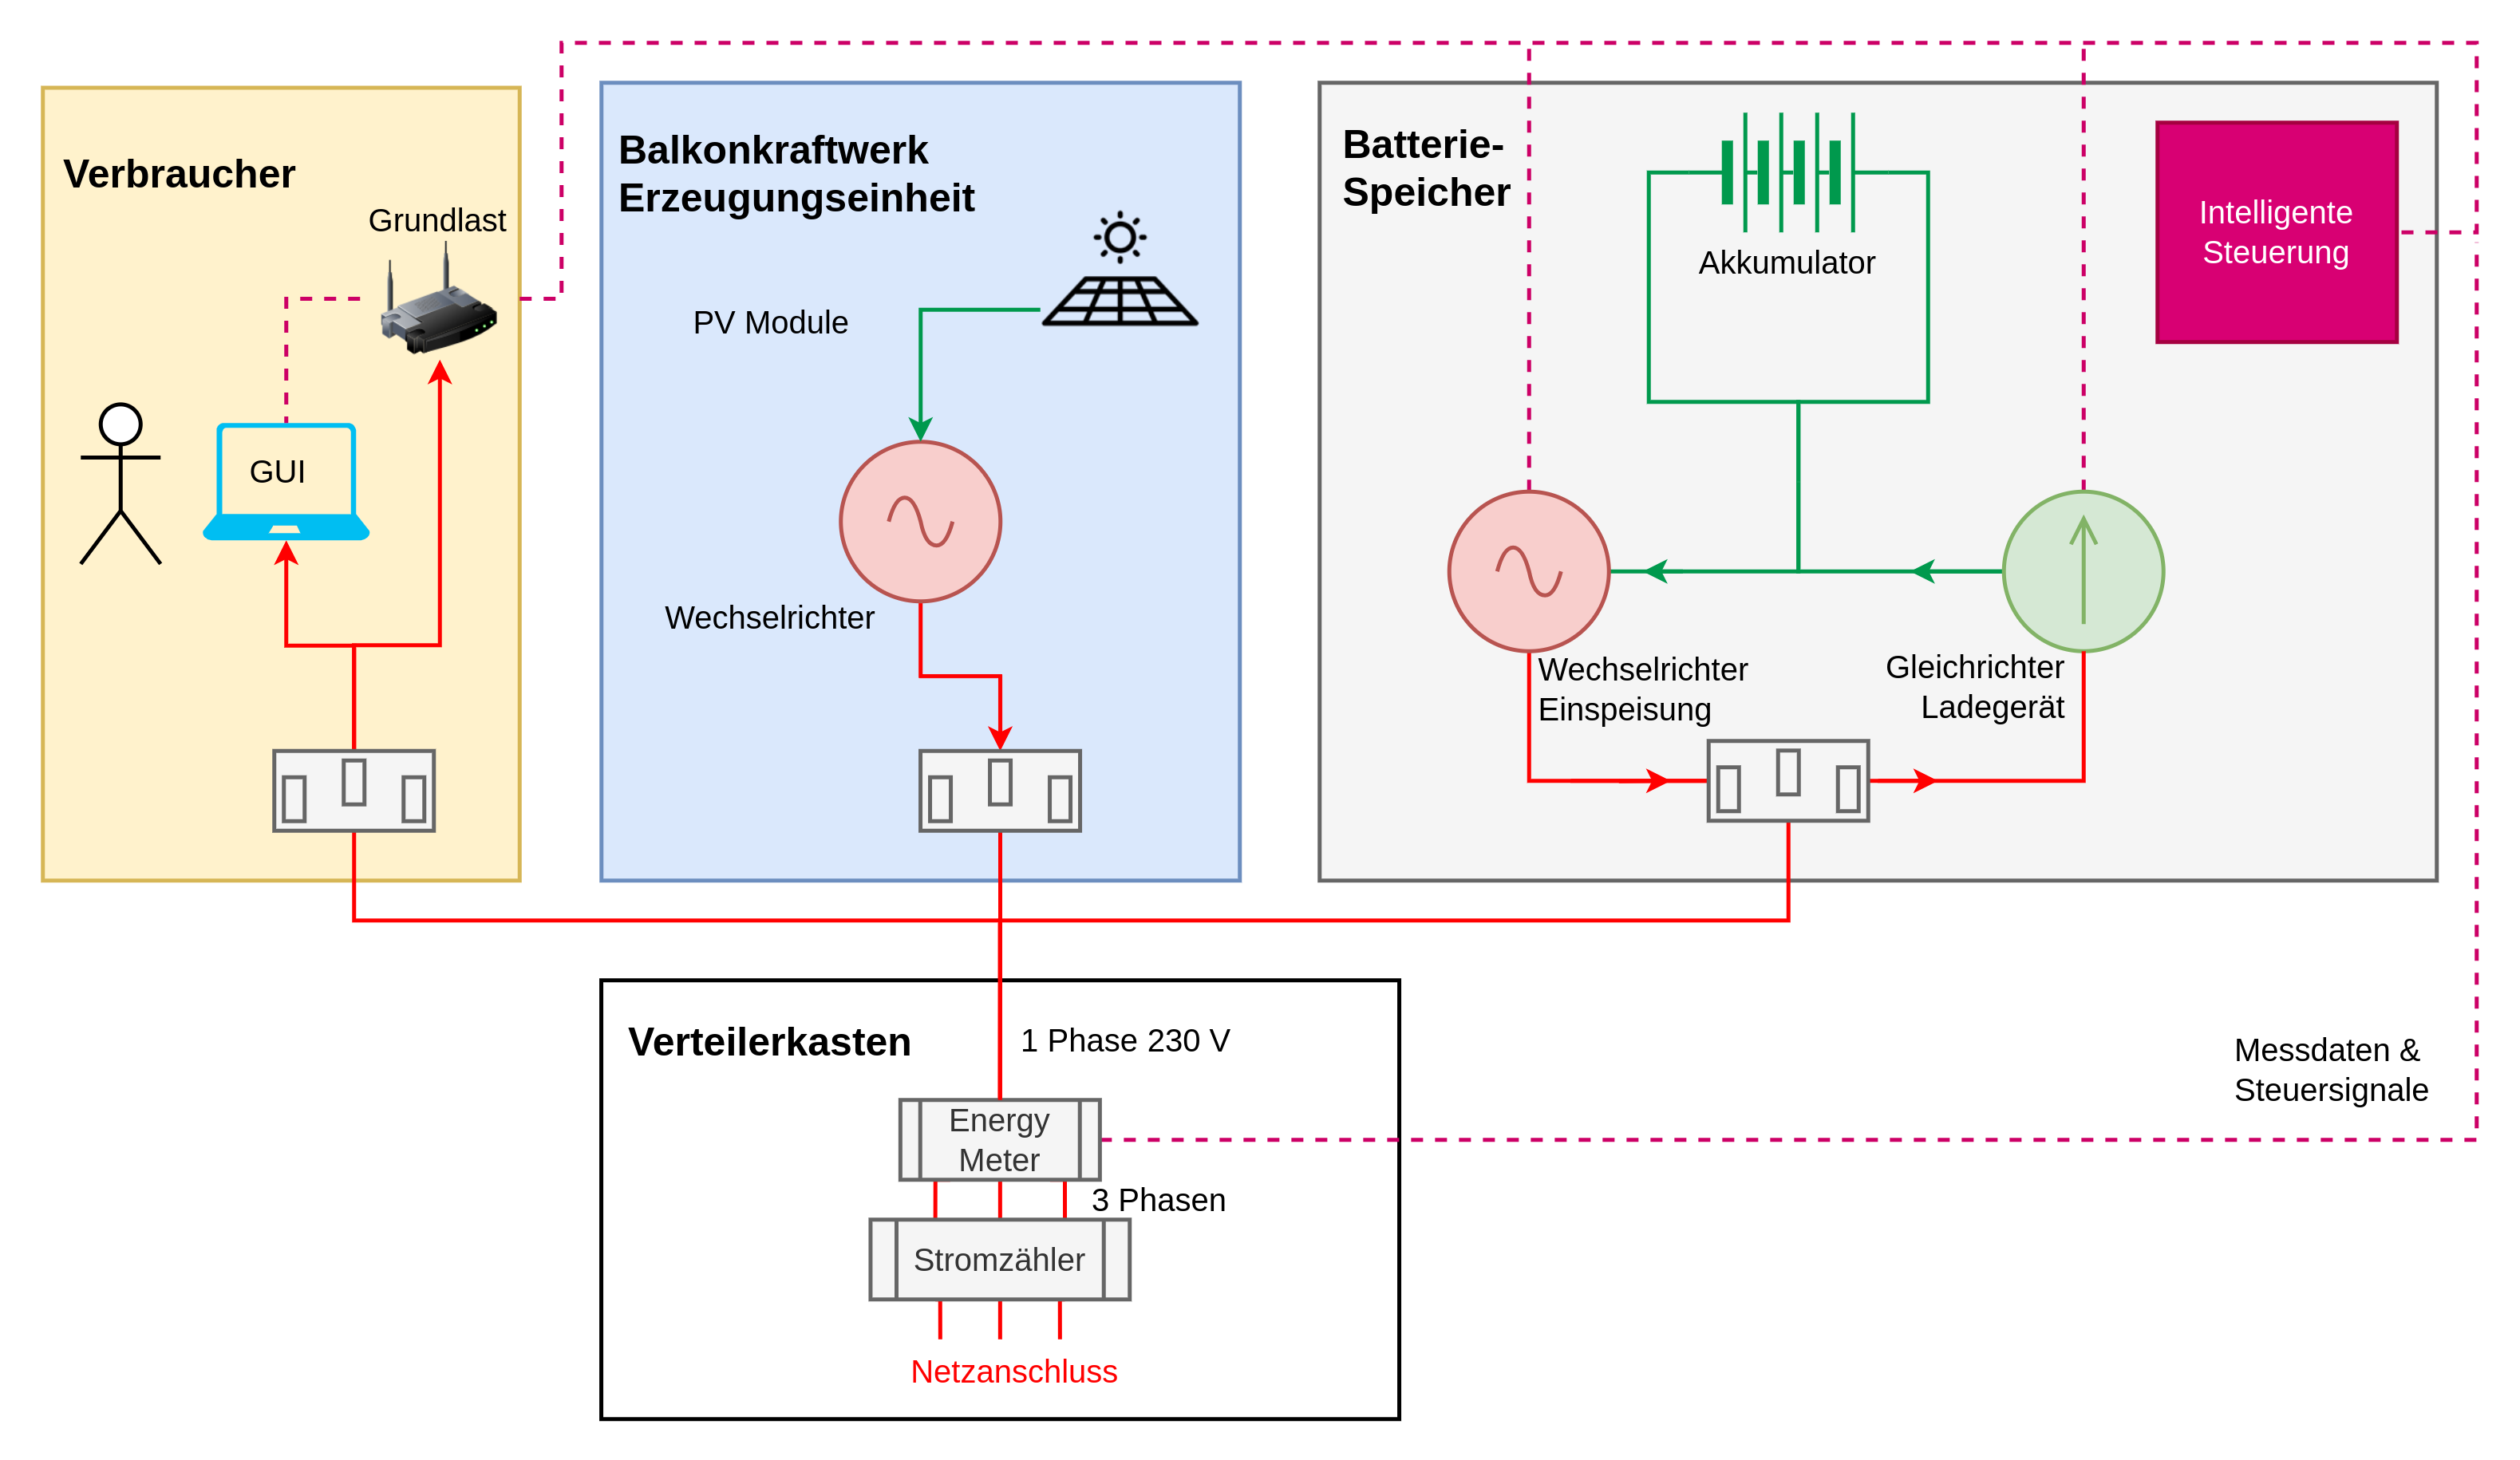 Verbraucher
Grundlast
GUI
Balkonkraftwerk
Erzeugungseinheit
PV Module
Wechselrichter
Batterie-
Speicher
Akkumulator
Intelligente
Steuerung
Wechselrichter
Einspeisung
Gleichrichter
Ladegerät
Verteilerkasten
1 Phase 230 V
Energy
Meter
3 Phasen
Stromzähler
Netzanschluss
Messdaten &
Steuersignale